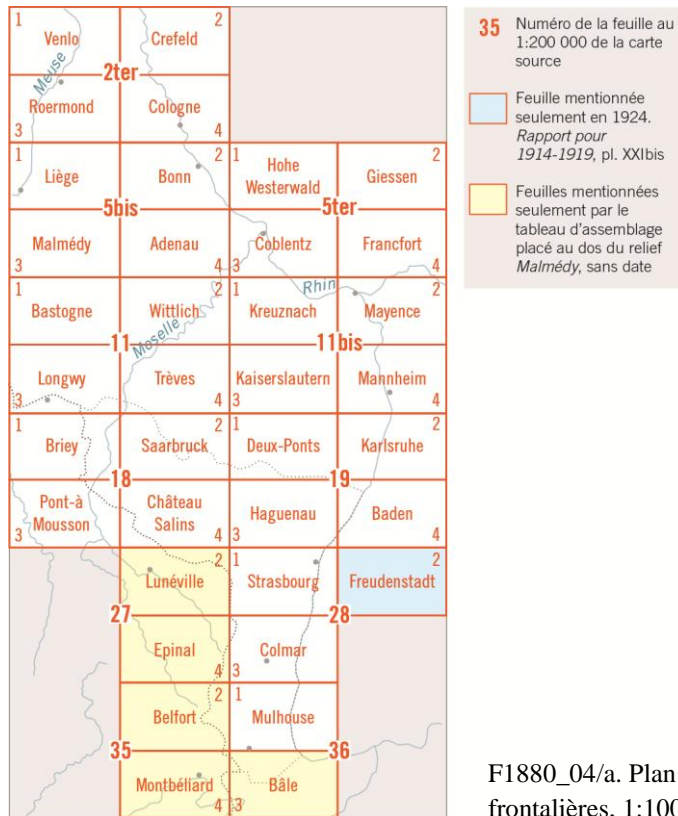 1 2
Venlo Crefeld
Meuse
2ter
Roermond Cologne
3 4
1 2 1 2
Liège Bonn Hohe Westerwald Giessen
5bis 5ter
Malmédy Adenau Coblentz Francfort
3 4 3 4
1 2 1 Rhin 2
Bastogne Wittlich Kreuznach Mayence
11 Moselle 11bis
Longwy Trèves Kaiserslautern Mannheim
3 4 3 4
1 2 1 2
Briey Saarbruck Deux-Ponts Karlsruhe
18 19
Pont-à Mousson Château Salins Haguenau Baden
3 4 3 4
2 1 2
Lunéville Strasbourg Freudenstadt
27 28
Epinal Colmar
4 3
2 1
Belfort Mulhouse
35 36
Montbéliard Bâle
4 3
35 Numéro de la feuille au
1:200 000 de la carte
source
Feuille mentionnée
seulement en 1924.
Rapport pour
1914-1919, pl. XXIbis
Feuilles mentionnées
seulement par le
tableau d'assemblage
placé au dos du relief
Malmédy, sans date
F1880_04/a. Plan
frontalières, 1:100